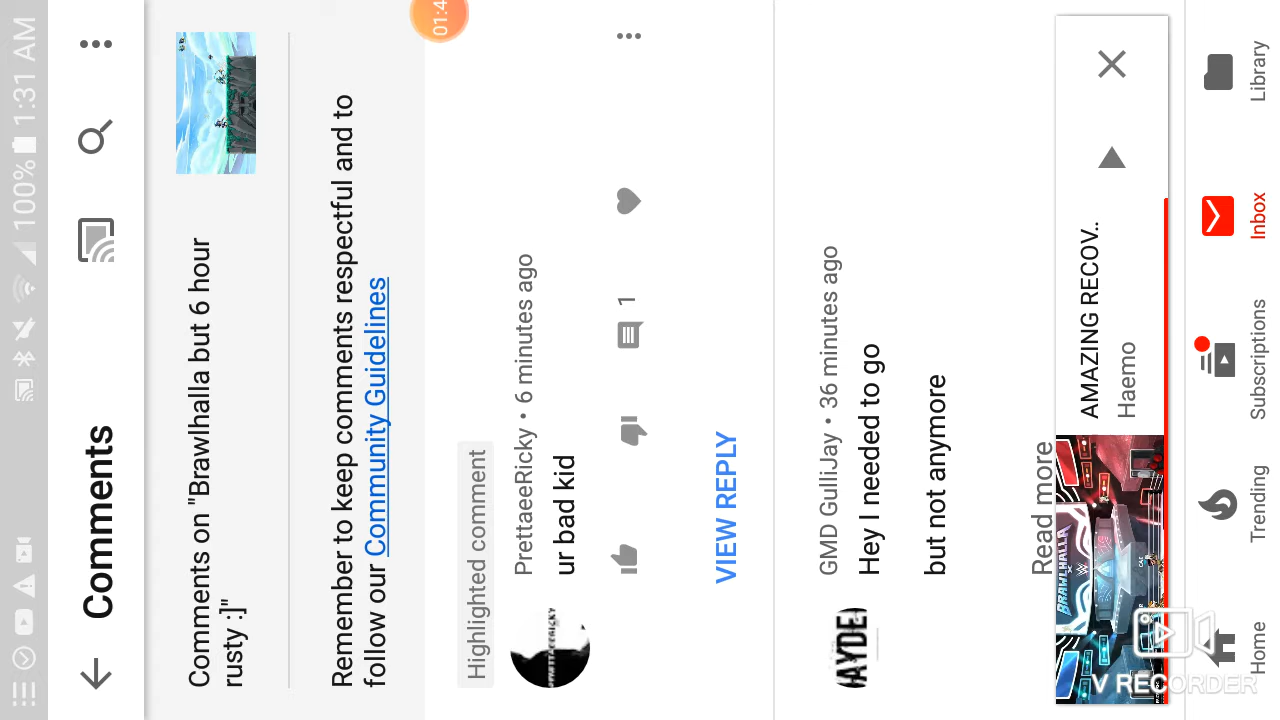 100% 1:31 AM
01:4
Comments
Comments on "Brawlhalla but 6 hour
rusty :]"
Remember to keep comments respectful and to
follow our Community Guidelines
Highlighted comment
PrettaeeRicky • 6 minutes ago
ur bad kid
1
VIEW REPLY
GMD GulliJay • 36 minutes ago
Hey I needed to go
but not anymore
Read more
AMAZING RECOV..
Haemo
BRAWLHALLA
V RECORDER
Home
Trending
Subscriptions
Inbox
Library